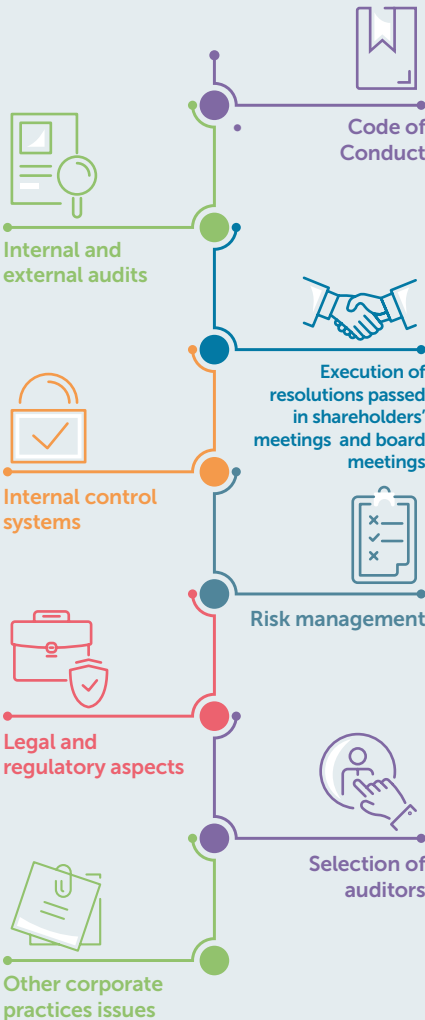 Code of
Conduct
Internal and
external audits
Execution of
resolutions passed
in shareholders’
meetings and board
meetings
Internal control
systems
Risk management
Legal and
regulatory aspects
Selection of
auditors
Other corporate
practices issues